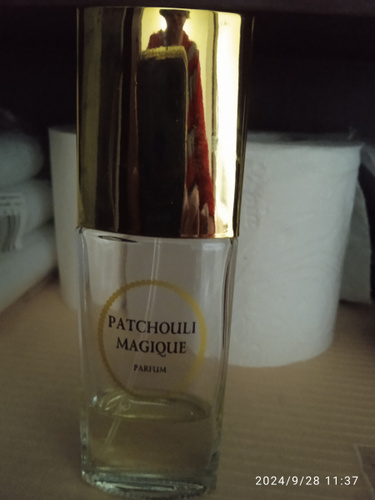 PATCHOULI
MAGIQUE
PARFUM
2024/9/28 11:37